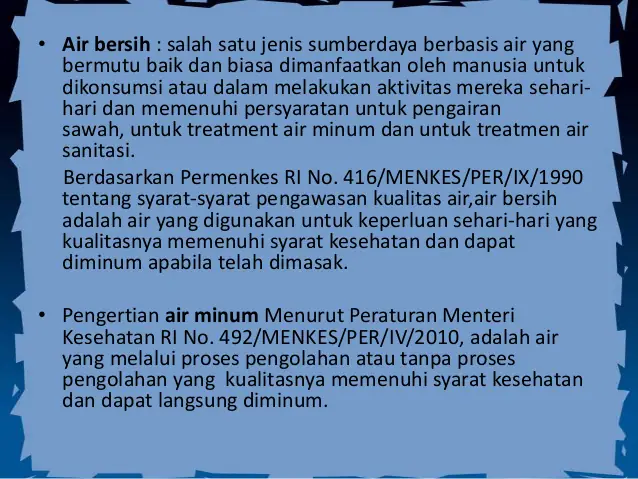 • Air bersih : salah satu jenis sumberdaya berbasis air yang
bermutu baik dan biasa dimanfaatkan oleh manusia untuk
dikonsumsi atau dalam melakukan aktivitas mereka sehari-
hari dan memenuhi persyaratan untuk pengairan
sawah, untuk treatment air minum dan untuk treatmen air
sanitasi.
Berdasarkan Permenkes RI No. 416/MENKES/PER/IX/1990
tentang syarat-syarat pengawasan kualitas air,air bersih
adalah air yang digunakan untuk keperluan sehari-hari yang
kualitasnya memenuhi syarat kesehatan dan dapat
diminum apabila telah dimasak.
• Pengertian air minum Menurut Peraturan Menteri
Kesehatan RI No. 492/MENKES/PER/IV/2010, adalah air
yang melalui proses pengolahan atau tanpa proses
pengolahan yang kualitasnya memenuhi syarat kesehatan
dan dapat langsung diminum.